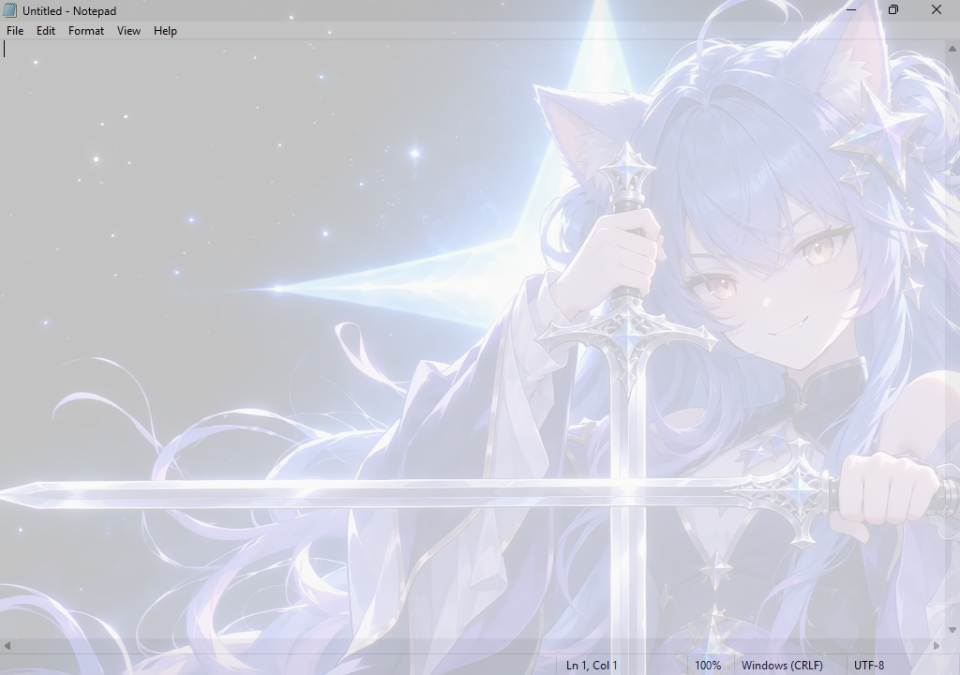 Untitled - Notepad
File Edit Format View Help
Ln 1, Col 1 100% Windows (CRLF) UTF-8